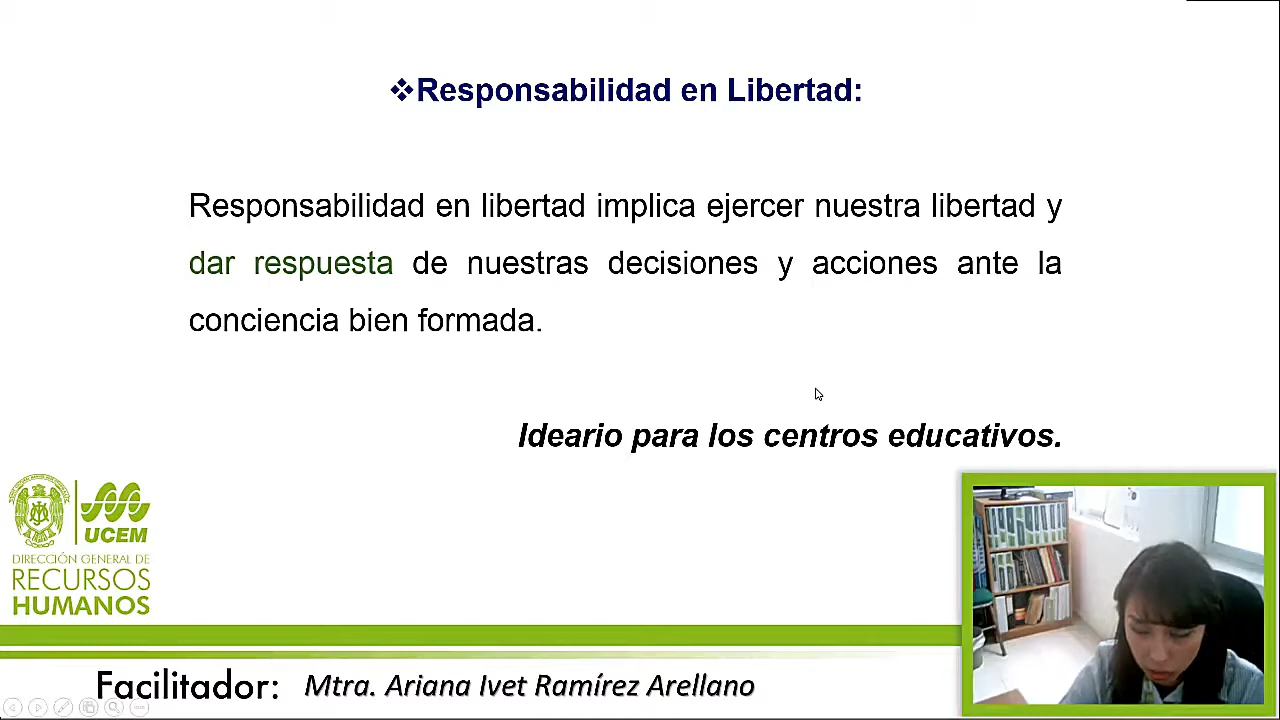 ❖Responsabilidad en Libertad:
Responsabilidad en libertad implica ejercer nuestra libertad y
dar respuesta de nuestras decisiones y acciones ante la
conciencia bien formada.
Ideario para los centros educativos.
UCEM
DIRECCIÓN GENERAL DE
RECURSOS
HUMANOS
Facilitador: Mtra. Ariana Ivet Ramírez Arellano